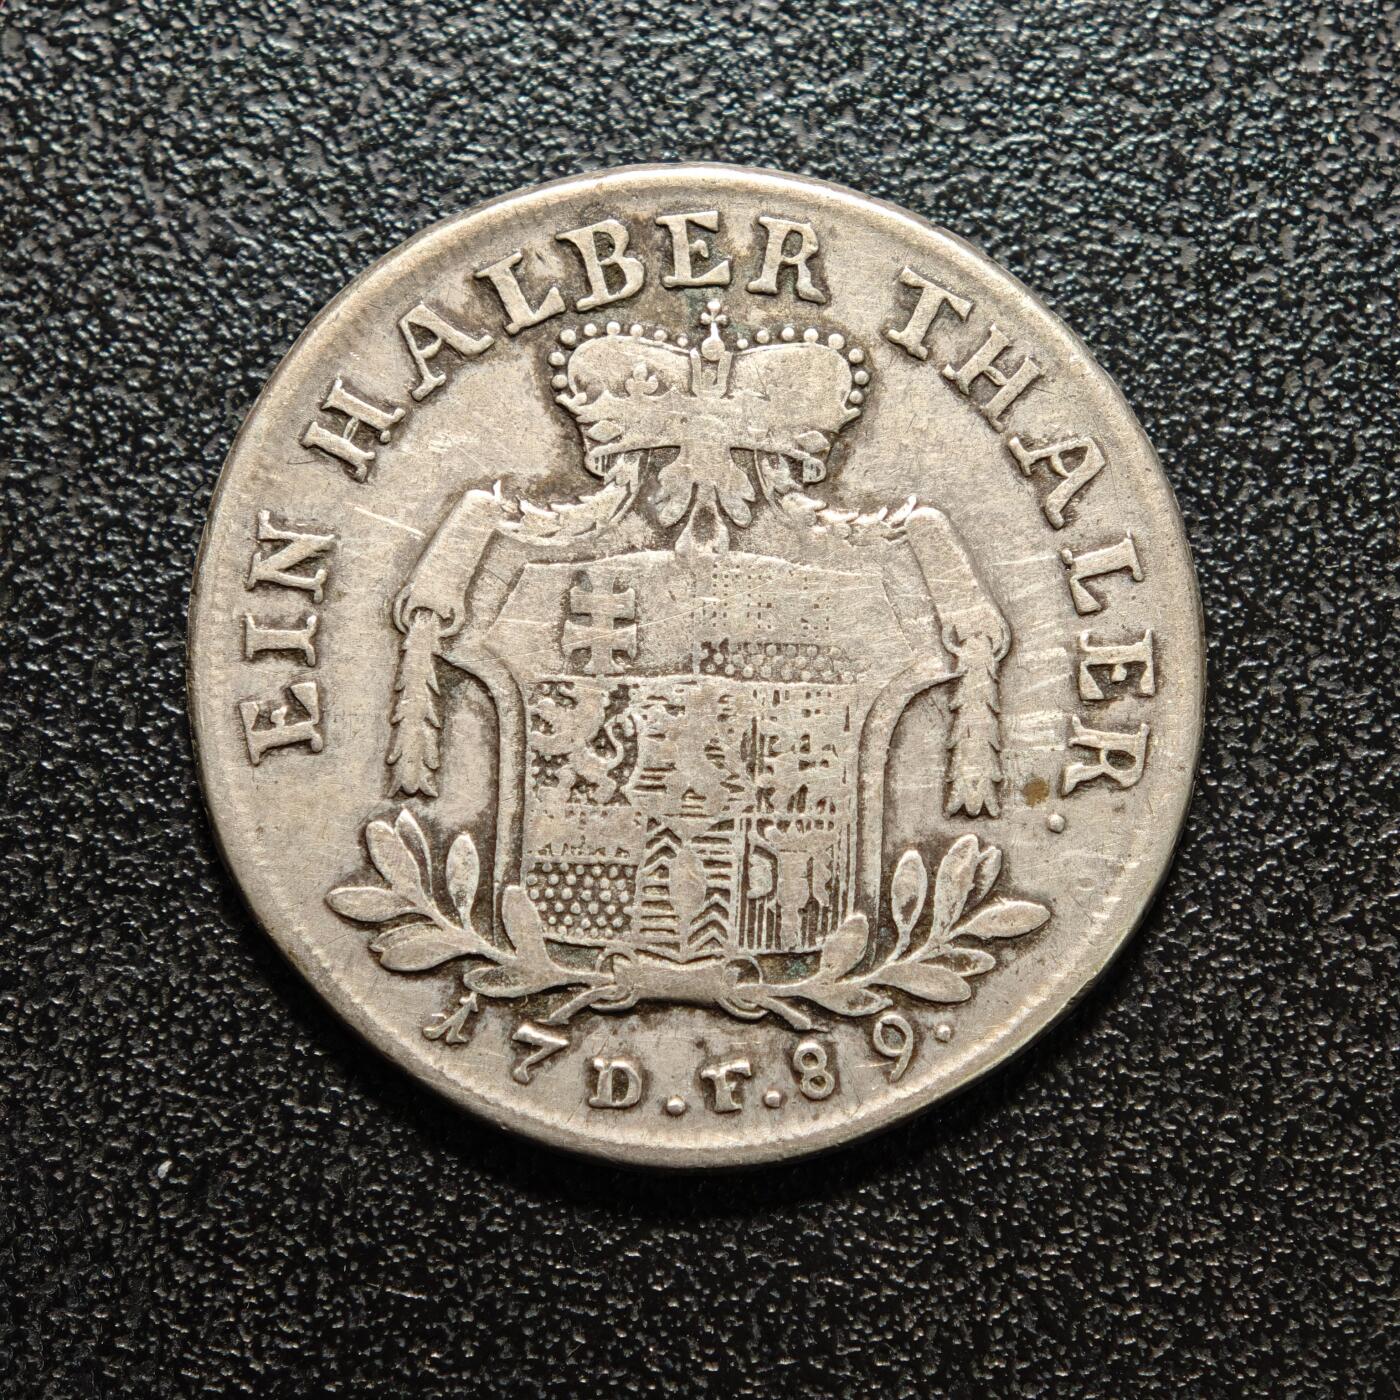 EIN HALBER THALER.
17 D.F. 89.